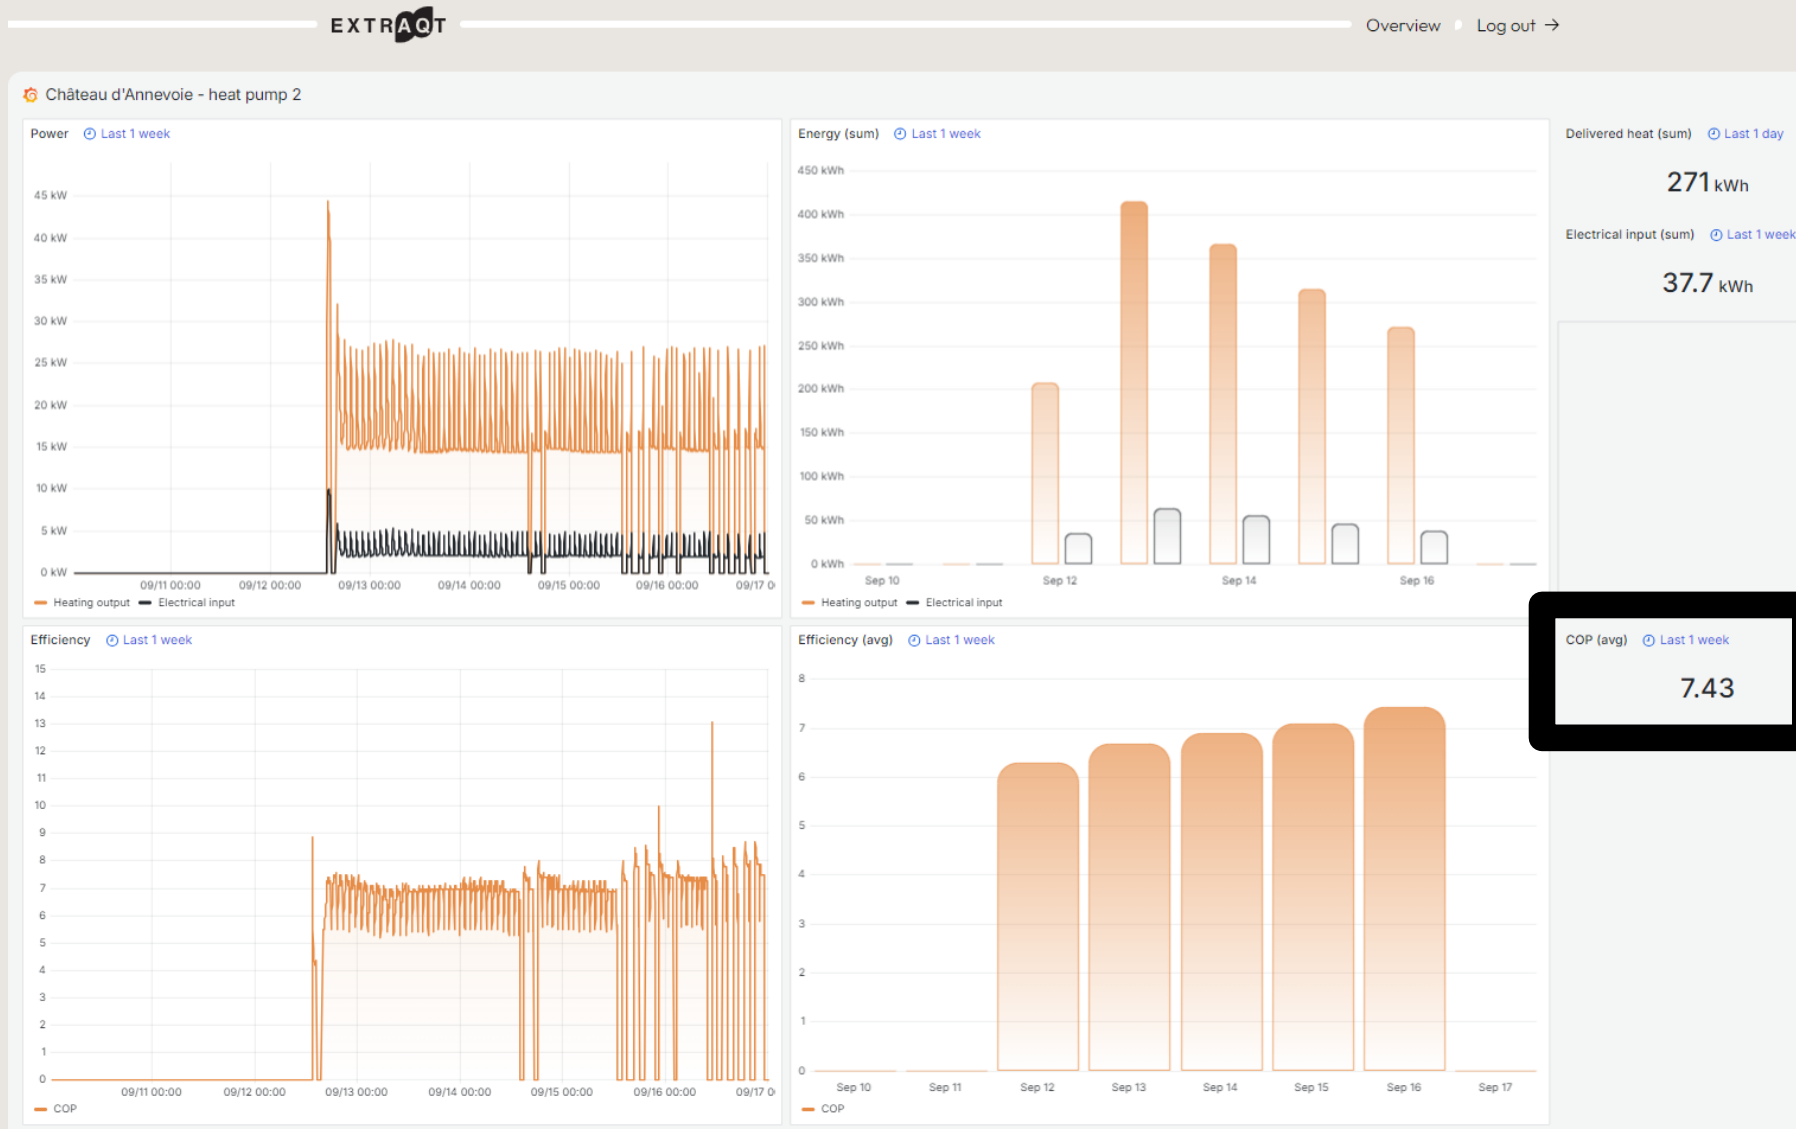 EXTRAQT
Overview
Log out →
Château d'Annevoie - heat pump 2
Power Last 1 week
45 kW
40 kW
35 kW
30 kW
25 kW
20 kW
15 kW
10 kW
5 kW
0 kW
09/11 00:00 09/12 00:00 09/13 00:00 09/14 00:00 09/15 00:00 09/16 00:00 09/17 0
Heating output Electrical input
Energy (sum) Last 1 week
450 kWh
400 kWh
350 kWh
300 kWh
250 kWh
200 kWh
150 kWh
100 kWh
50 kWh
0 kWh
Sep 10 Sep 12 Sep 14 Sep 16
Heating output Electrical input
Delivered heat (sum) Last 1 day
271 kWh
Electrical input (sum) Last 1 week
37.7 kWh
Efficiency Last 1 week
15
14
13
12
11
10
9
8
7
6
5
4
3
2
1
0
09/11 00:00 09/12 00:00 09/13 00:00 09/14 00:00 09/15 00:00 09/16 00:00 09/17 0
COP
Efficiency (avg) Last 1 week
8
7
6
5
4
3
2
1
0
Sep 10 Sep 11 Sep 12 Sep 13 Sep 14 Sep 15 Sep 16 Sep 17
COP
COP (avg) Last 1 week
7.43